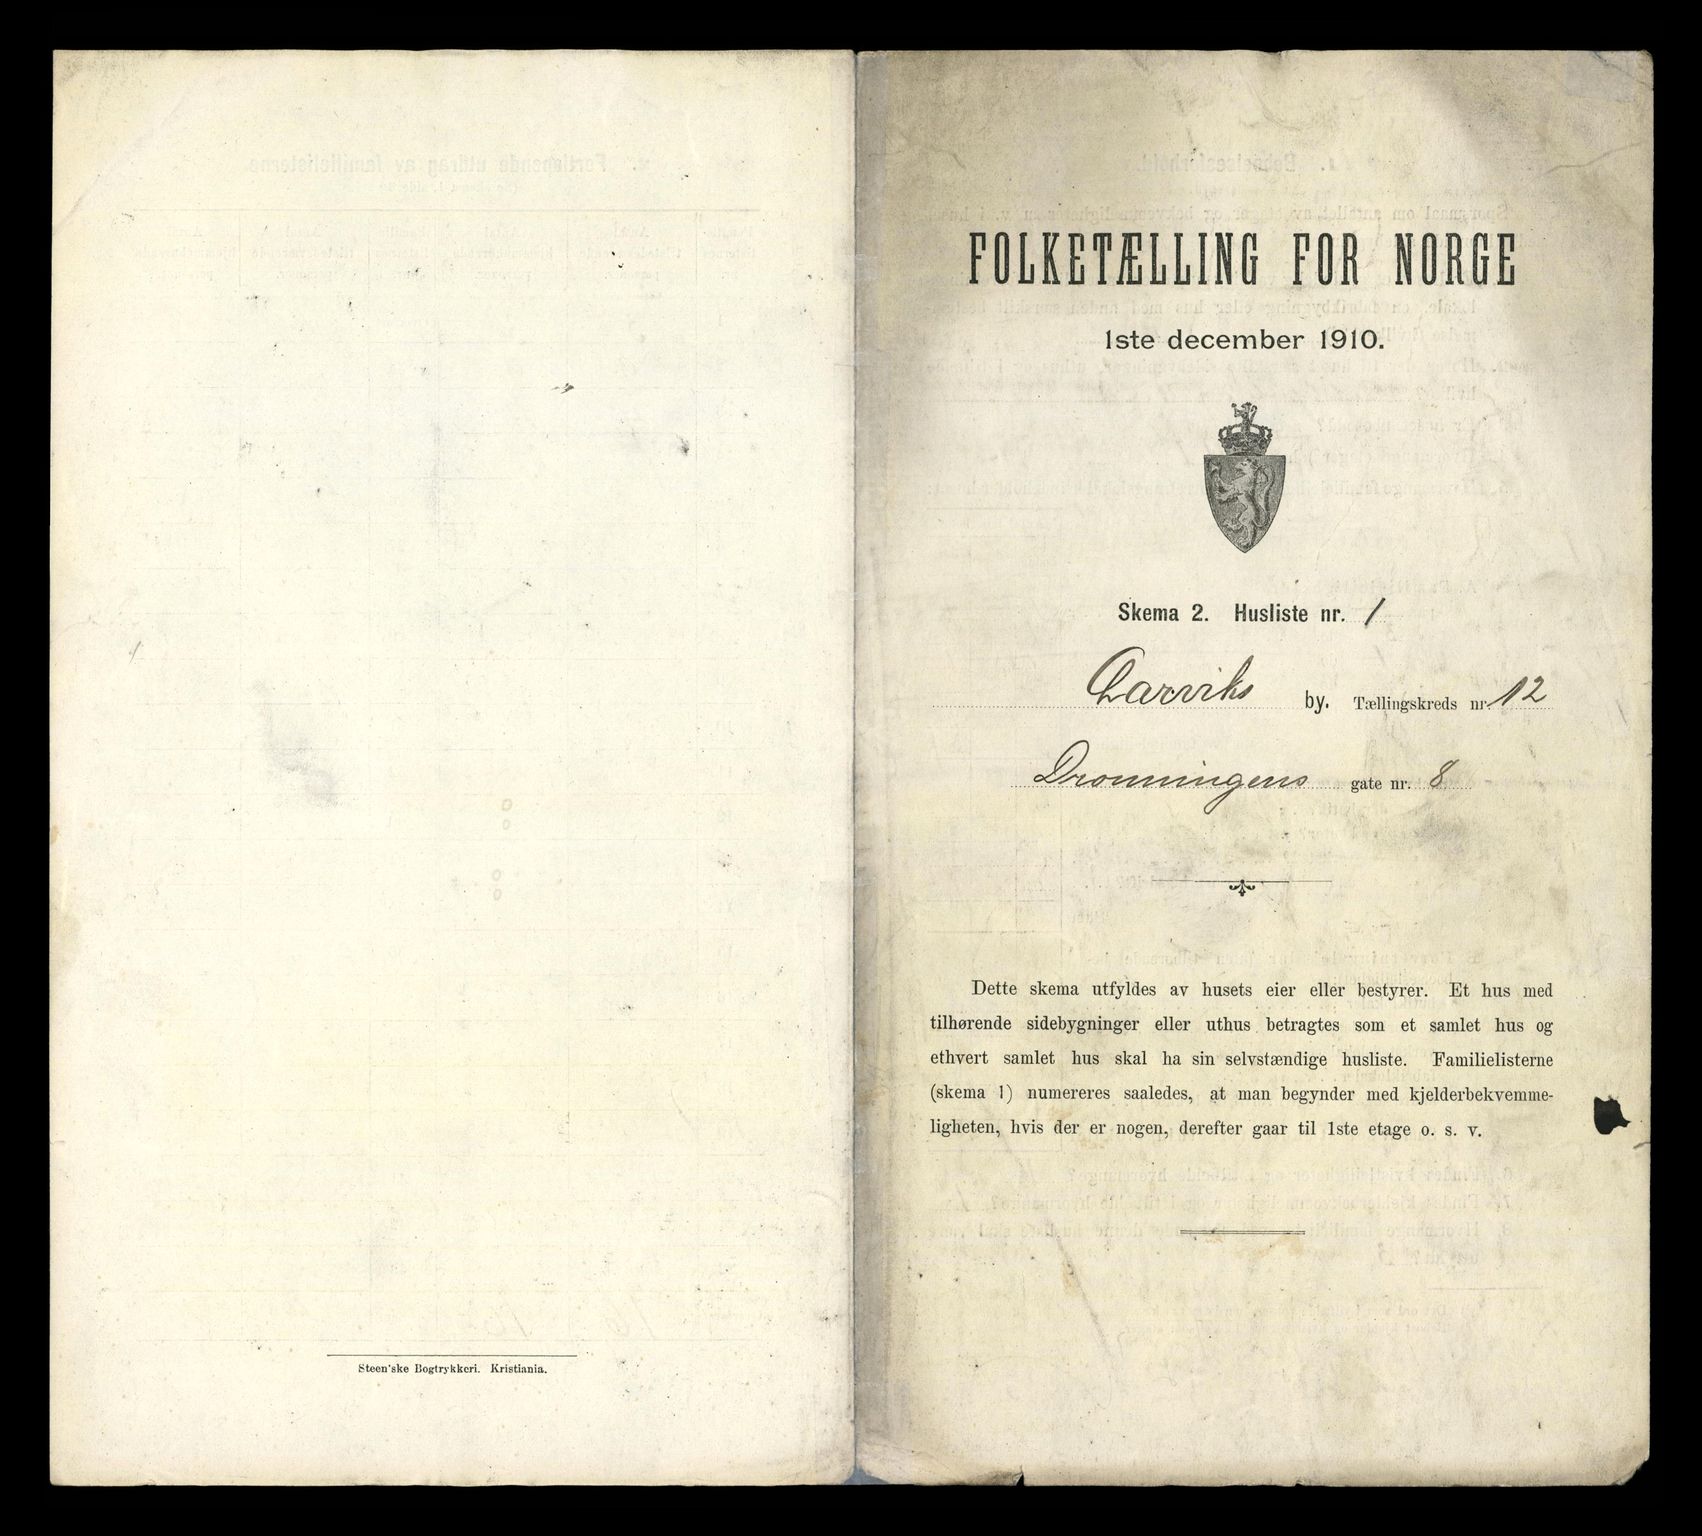 Steen'ske Bogtrykkeri. Kristiania.
FOLKETÆLLING FOR NORGE
1ste december 1910.
Skema 2. Husliste nr. 1
Larviks by. Tællingskreds nr. 12
Dronningens gate nr. 8
Dette skema utfyldes av husets eier eller bestyrer. Et hus med
tilhørende sidebygninger eller uthus betragtes som et samlet hus og
ethvert samlet hus skal ha sin selvstændige husliste. Familielisterne
(skema 1) numereres saaledes, at man begynder med kjelderbekvemme-
ligheten, hvis der er nogen, derefter gaar til 1ste etage o. s. v.